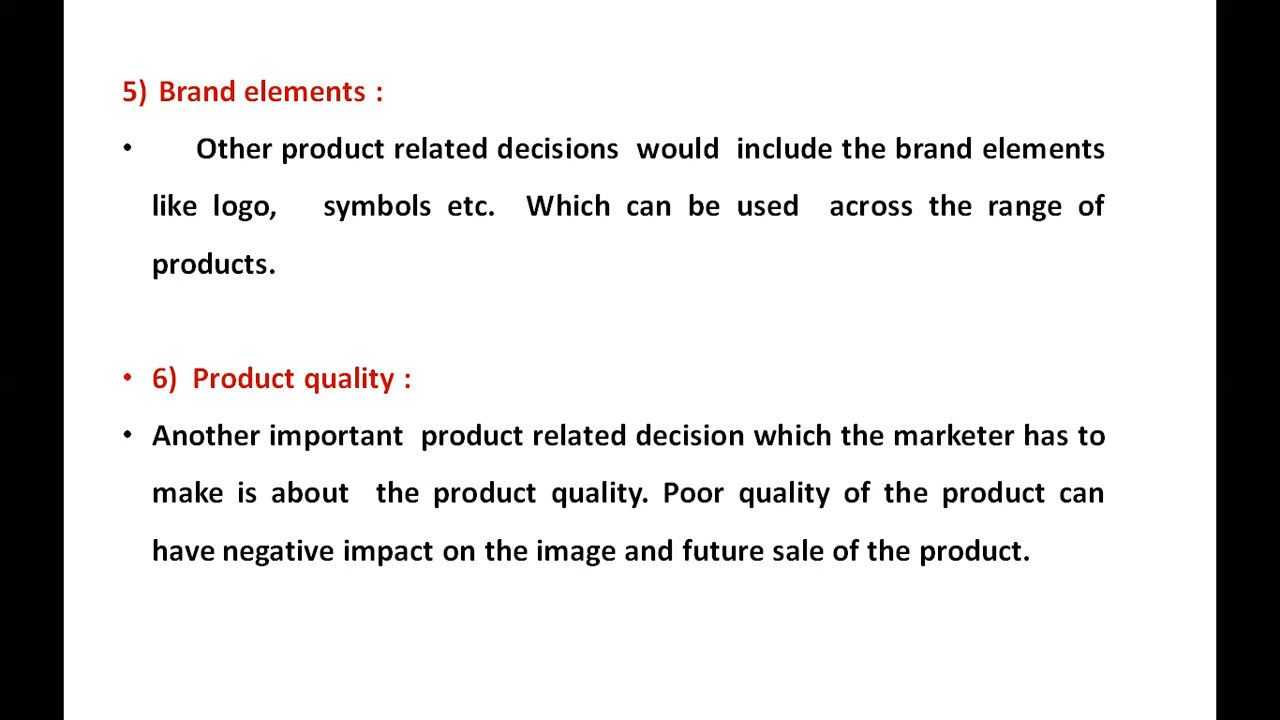 5) Brand elements :
• Other product related decisions would include the brand elements
like logo, symbols etc. Which can be used across the range of
products.
• 6) Product quality :
• Another important product related decision which the marketer has to
make is about the product quality. Poor quality of the product can
have negative impact on the image and future sale of the product.